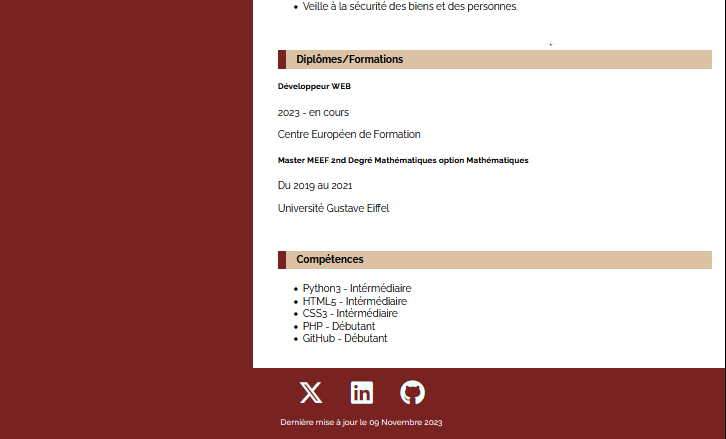 Veille à la sécurité des biens et des personnes.
Diplômes/Formations
Développeur WEB
2023 - en cours
Centre Européen de Formation
Master MEEF 2nd Degré Mathématiques option Mathématiques
Du 2019 au 2021
Université Gustave Eiffel
Compétences
Python3 - Intérmédiaire
HTML5 - Intérmédiaire
CSS3 - Intérmédiaire
PHP - Débutant
GitHub - Débutant
Dernière mise à jour le 09 Novembre 2023